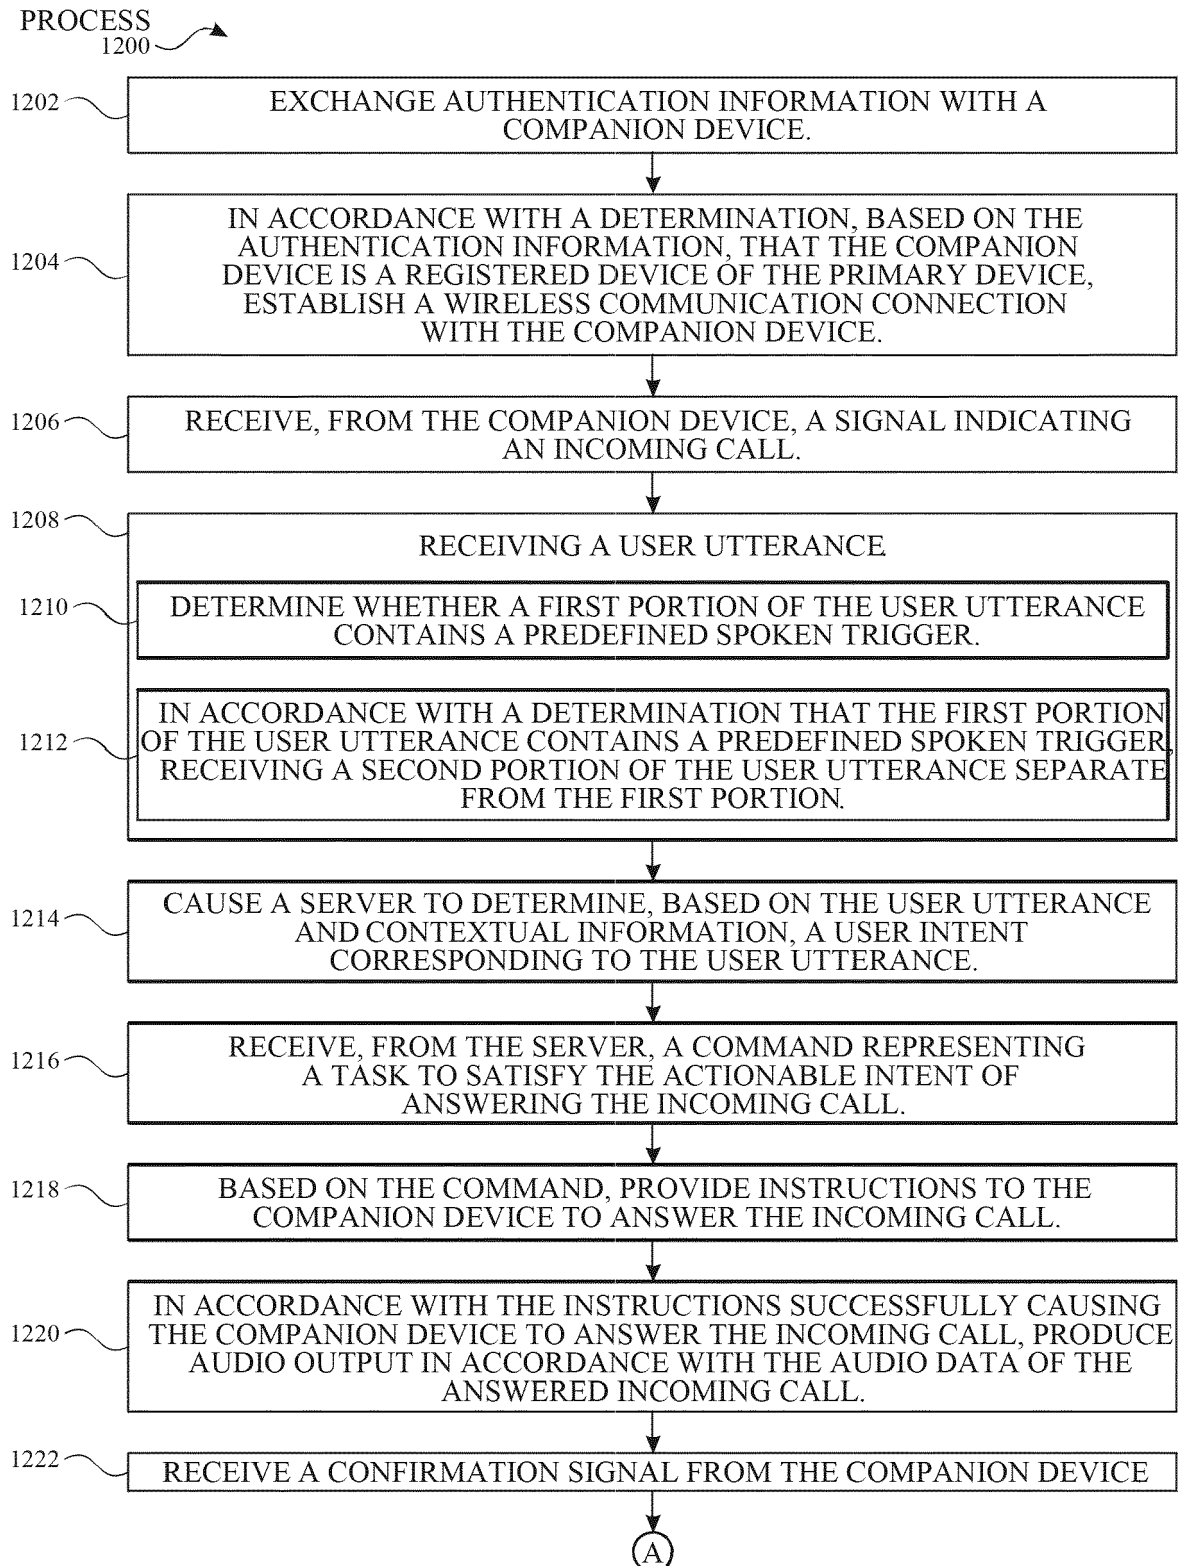 PROCESS
1200
1202
EXCHANGE AUTHENTICATION INFORMATION WITH A
COMPANION DEVICE.
1204
IN ACCORDANCE WITH A DETERMINATION, BASED ON THE
AUTHENTICATION INFORMATION, THAT THE COMPANION
DEVICE IS A REGISTERED DEVICE OF THE PRIMARY DEVICE,
ESTABLISH A WIRELESS COMMUNICATION CONNECTION
WITH THE COMPANION DEVICE.
1206
RECEIVE, FROM THE COMPANION DEVICE, A SIGNAL INDICATING
AN INCOMING CALL.
1208
RECEIVING A USER UTTERANCE.
1210
DETERMINE WHETHER A FIRST PORTION OF THE USER UTTERANCE
CONTAINS A PREDEFINED SPOKEN TRIGGER.
1212
IN ACCORDANCE WITH A DETERMINATION THAT THE FIRST PORTION
OF THE USER UTTERANCE CONTAINS A PREDEFINED SPOKEN TRIGGER,
RECEIVING A SECOND PORTION OF THE USER UTTERANCE SEPARATE
FROM THE FIRST PORTION.
1214
CAUSE A SERVER TO DETERMINE, BASED ON THE USER UTTERANCE
AND CONTEXTUAL INFORMATION, A USER INTENT
CORRESPONDING TO THE USER UTTERANCE.
1216
RECEIVE, FROM THE SERVER, A COMMAND REPRESENTING
A TASK TO SATISFY THE ACTIONABLE INTENT OF
ANSWERING THE INCOMING CALL.
1218
BASED ON THE COMMAND, PROVIDE INSTRUCTIONS TO THE
COMPANION DEVICE TO ANSWER THE INCOMING CALL.
1220
IN ACCORDANCE WITH THE INSTRUCTIONS SUCCESSFULLY CAUSING
THE COMPANION DEVICE TO ANSWER THE INCOMING CALL, PRODUCE
AUDIO OUTPUT IN ACCORDANCE WITH THE AUDIO DATA OF THE
ANSWERED INCOMING CALL.
1222
RECEIVE A CONFIRMATION SIGNAL FROM THE COMPANION DEVICE
A